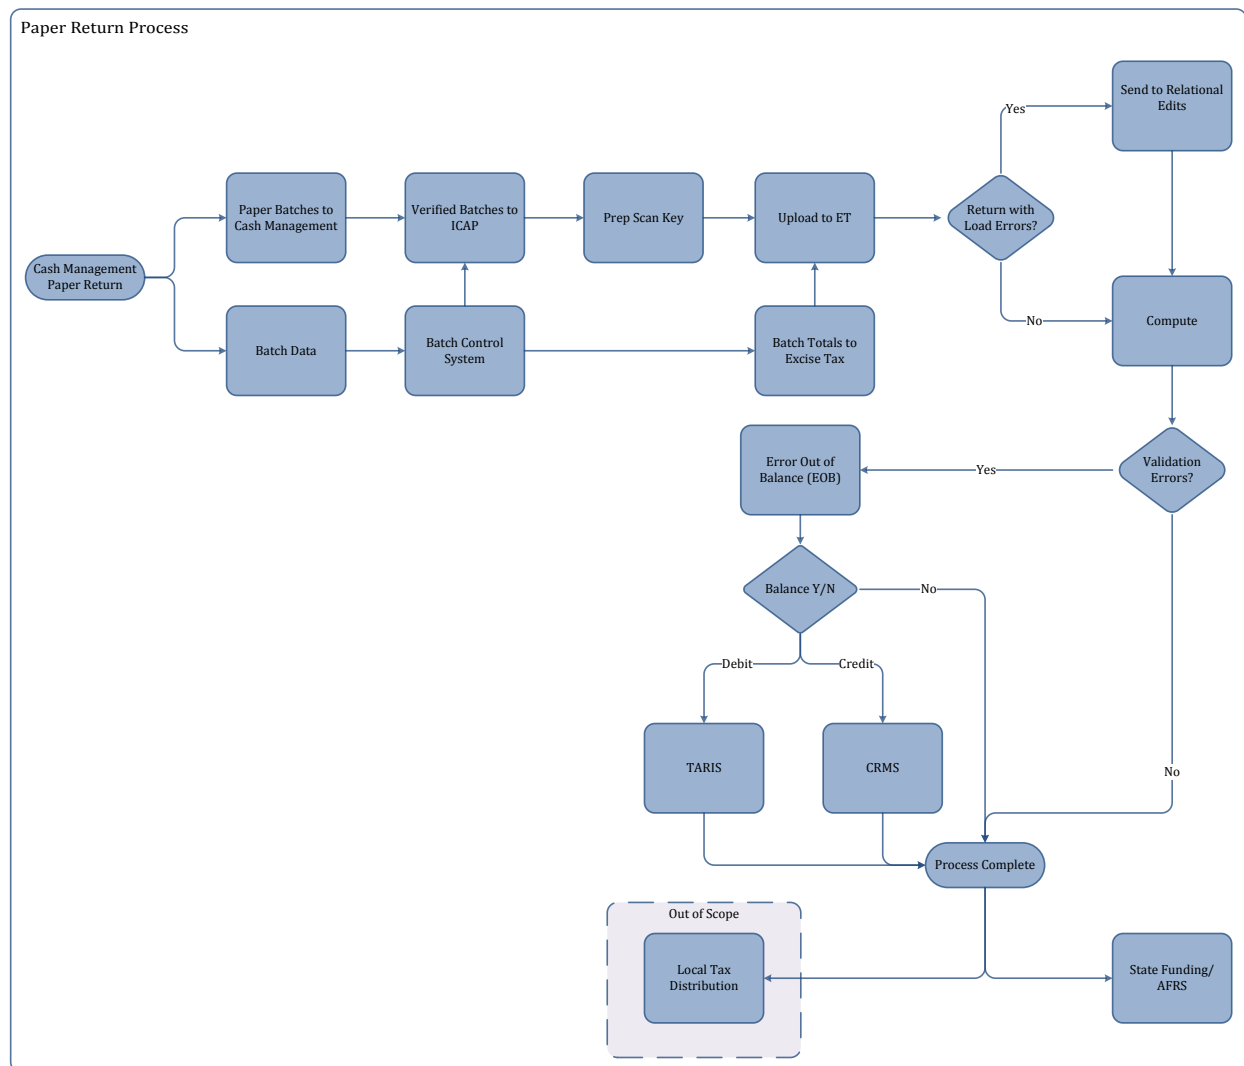 Paper Return Process
Send to Relational
Edits
Yes
Paper Batches to
Cash Management
Verified Batches to
ICAP
Prep Scan Key
Upload to ET
Return with
Load Errors?
Cash Management
Paper Return
No
Compute
Batch Data
Batch Control
System
Batch Totals to
Excise Tax
Error Out of
Balance (EOB)
Yes
Validation
Errors?
Balance Y/N
No
Debit
Credit
TARIS
CRMS
No
Process Complete
Out of Scope
Local Tax
Distribution
State Funding/
AFRS